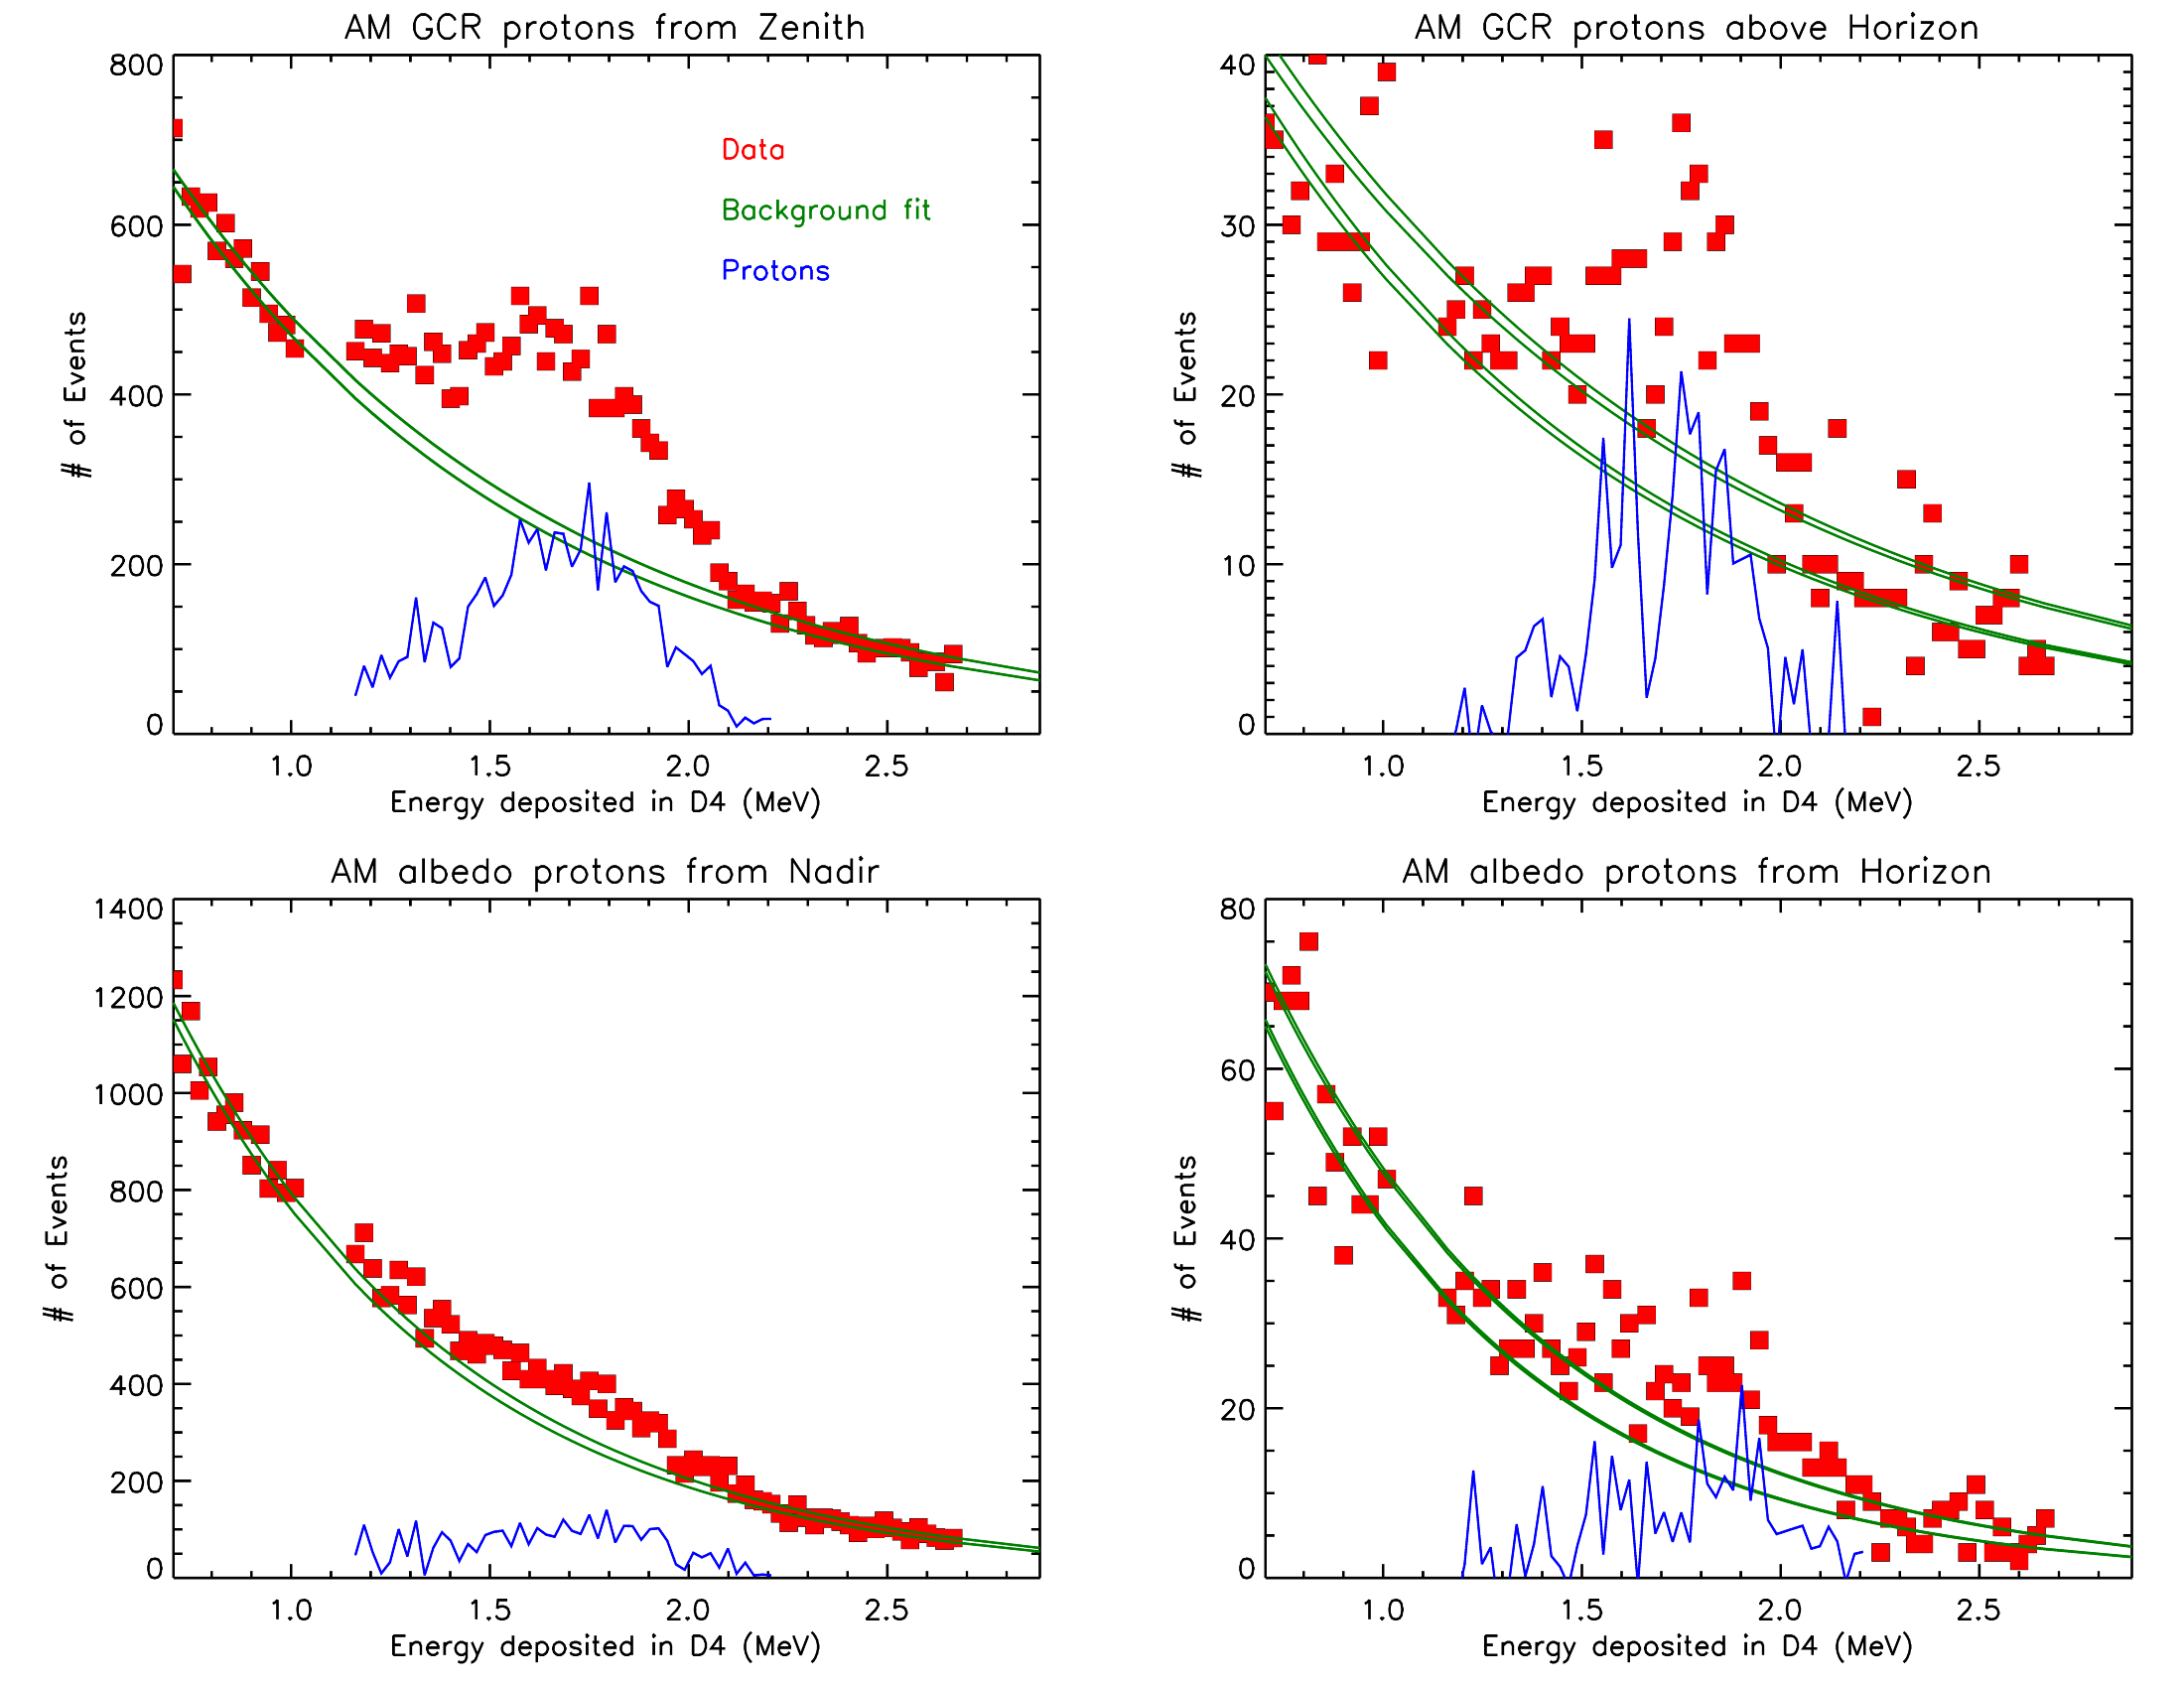 AM GCR protons from Zenith
800
600
400
200
0
# of Events
Data
Background fit
Protons
1.0 1.5 2.0 2.5
Energy deposited in D4 (MeV)
AM GCR protons above Horizon
40
30
20
10
0
# of Events
1.0 1.5 2.0 2.5
Energy deposited in D4 (MeV)
AM albedo protons from Nadir
1400
1200
1000
800
600
400
200
0
# of Events
1.0 1.5 2.0 2.5
Energy deposited in D4 (MeV)
AM albedo protons from Horizon
80
60
40
20
0
# of Events
1.0 1.5 2.0 2.5
Energy deposited in D4 (MeV)